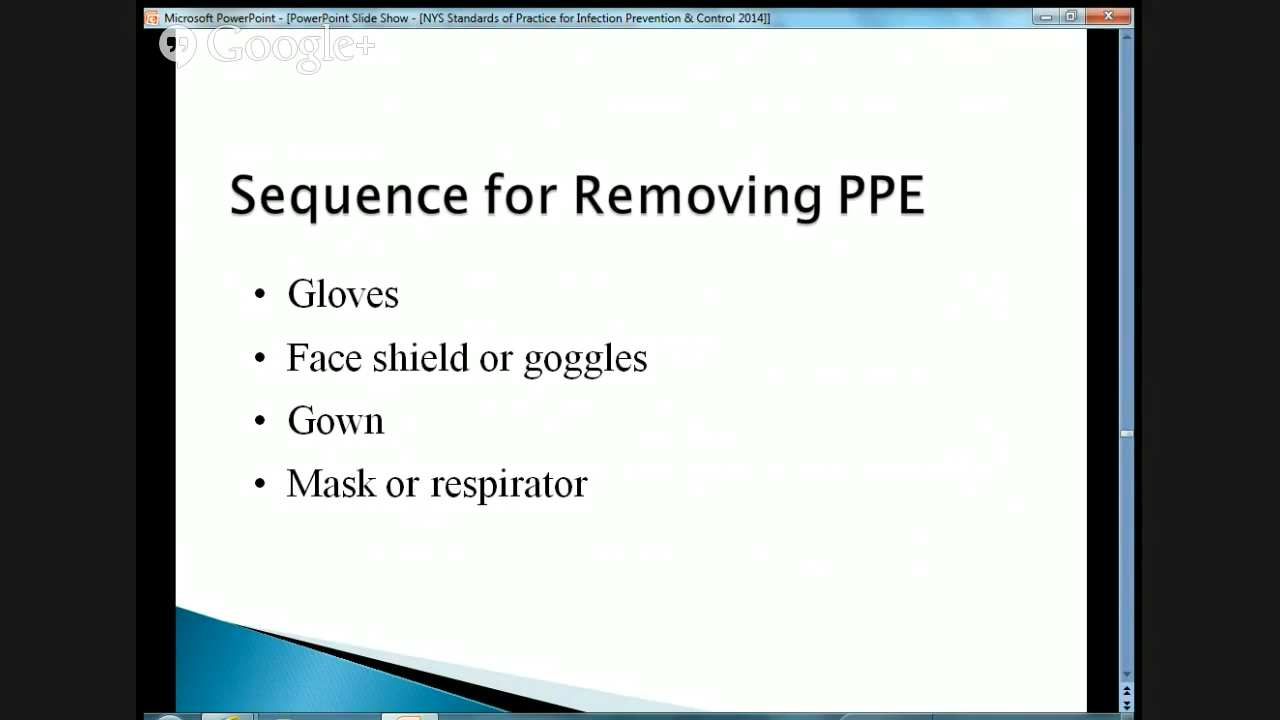 Microsoft PowerPoint - [PowerPoint Slide Show - [NYS Standards of Practice for Infection Prevention & Control 2014]]
Google+
Sequence for Removing PPE
• Gloves
• Face shield or goggles
• Gown
• Mask or respirator